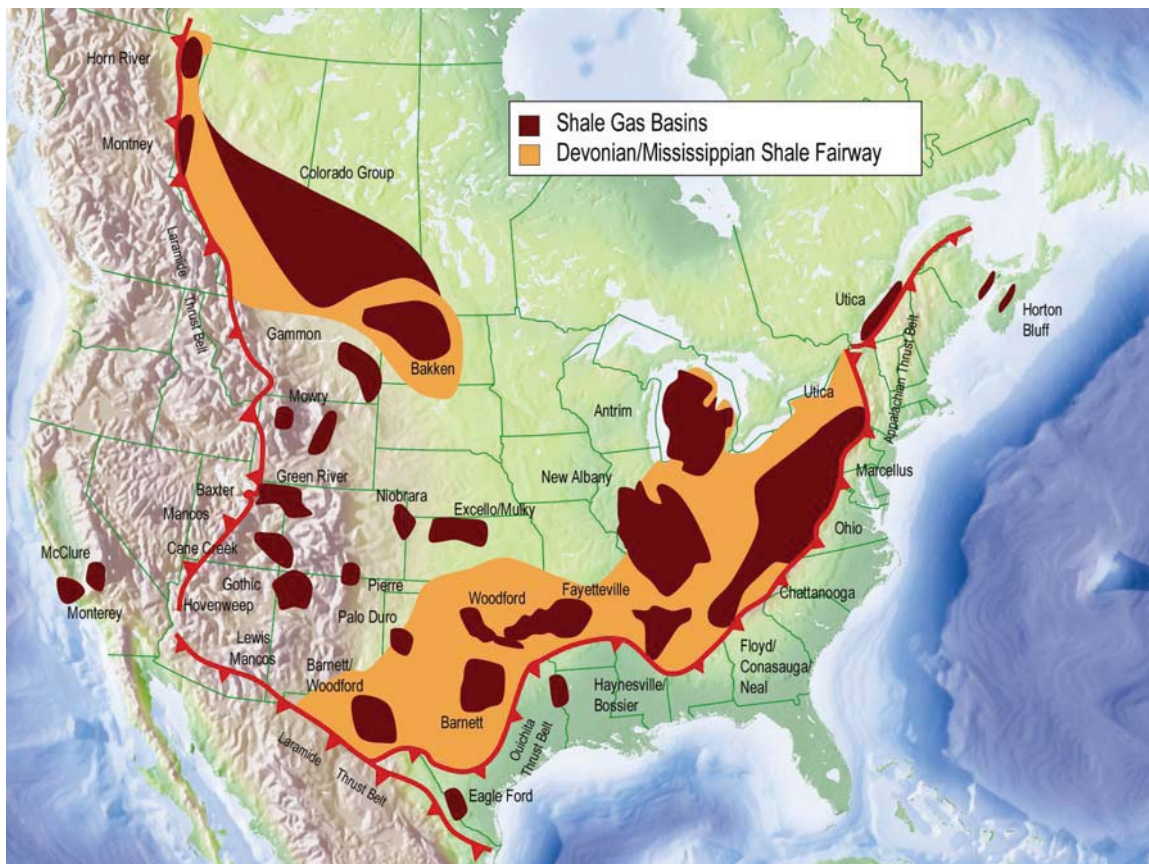 Shale Gas Basins
Devonian/Mississippian Shale Fairway
Horn River
Montney
Colorado Group
Laramide
Thrust Belt
Gammon
Bakken
Mowry
Green River
Baxter
Mancos
Niobrara
Excello/Mulky
Cane Creek
McClure
Monterey
Gothic
Hovenweep
Pierre
Palo Duro
Lewis
Mancos
Barnett/
Woodford
Woodford
Fayetteville
Barnett
Laramide
Thrust Belt
Ouichita
Thrust Belt
Eagle Ford
Haynesville/
Bossier
Floyd/
Conasauga/
Neal
Chattanooga
Ohio
Marcellus
New Albany
Antrim
Utica
Appalachian Thrust Belt
Utica
Horton
Bluff